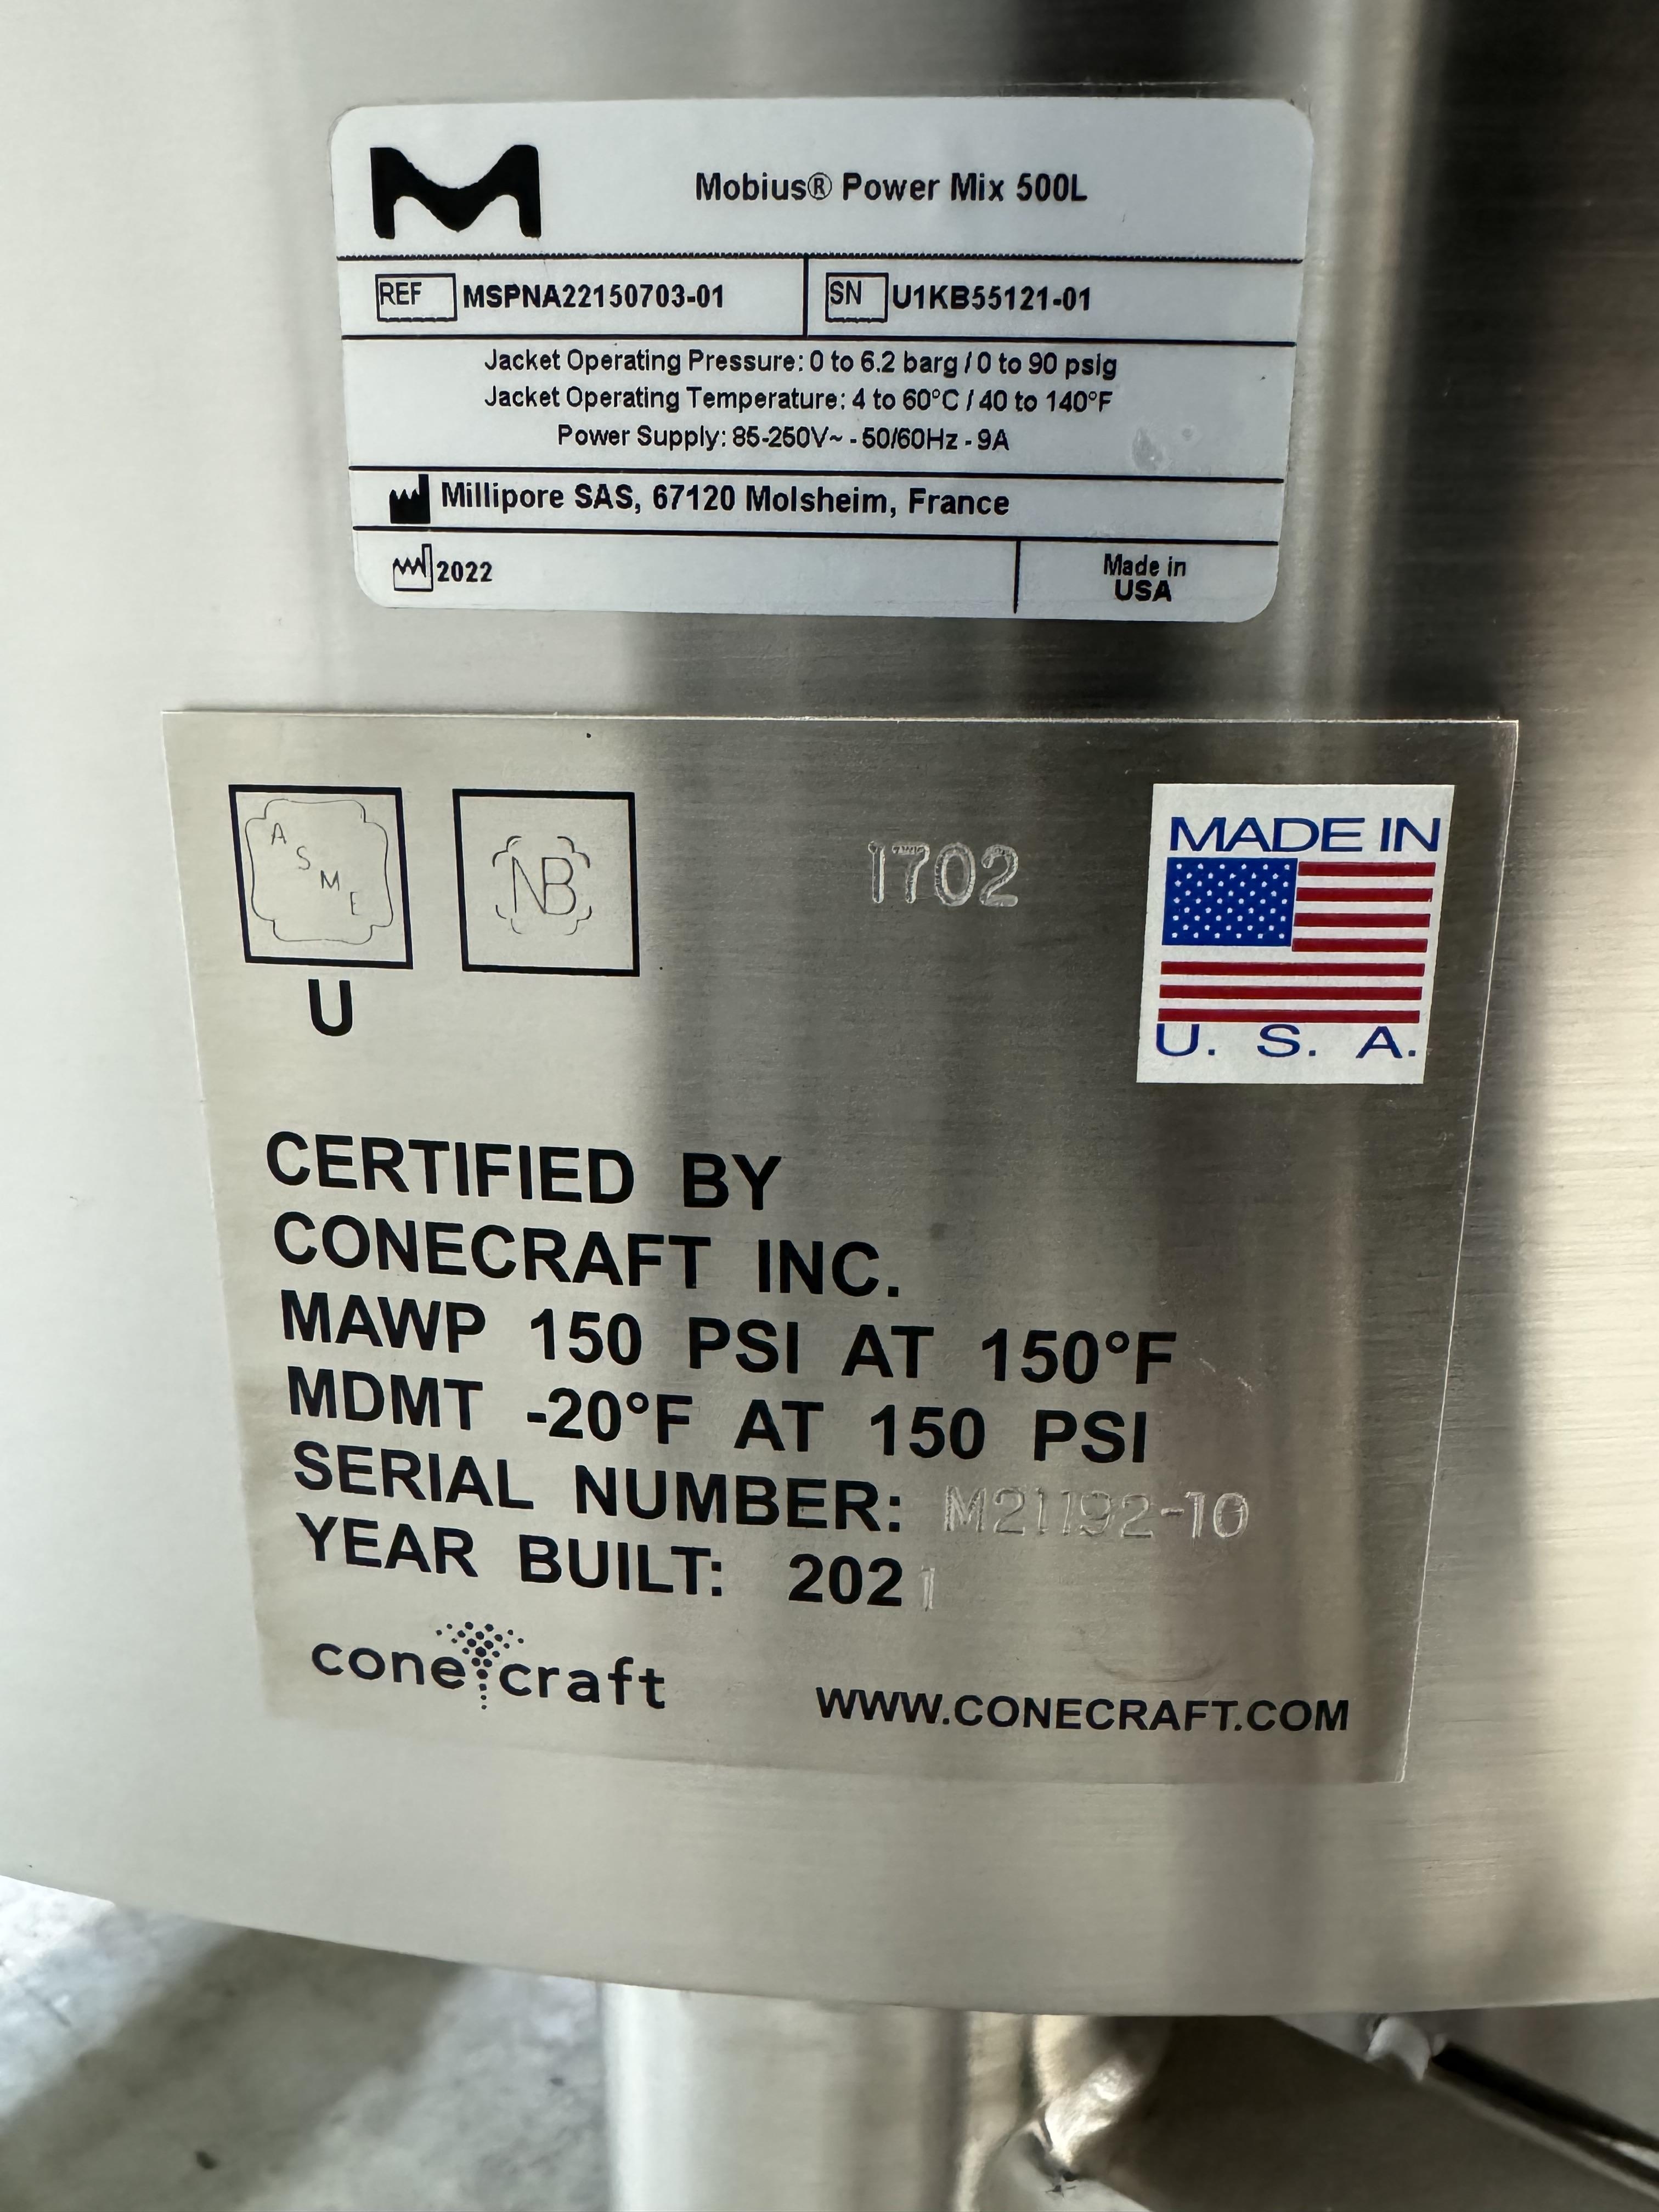 M
Mobius® Power Mix 500L
REF MSPNA22150703-01 SN U1KB55121-01
Jacket Operating Pressure: 0 to 6.2 barg / 0 to 90 psig
Jacket Operating Temperature: 4 to 60°C / 40 to 140°F
Power Supply: 85-250V~ - 50/60Hz - 9A
Millipore SAS, 67120 Molsheim, France
2022
Made in
USA
ASME
NB
1702
MADE IN
U. S. A.
U
CERTIFIED BY
CONECRAFT INC.
MAWP 150 PSI AT 150°F
MDMT -20°F AT 150 PSI
SERIAL NUMBER: M21192-10
YEAR BUILT: 2021
conecraft
WWW.CONECRAFT.COM